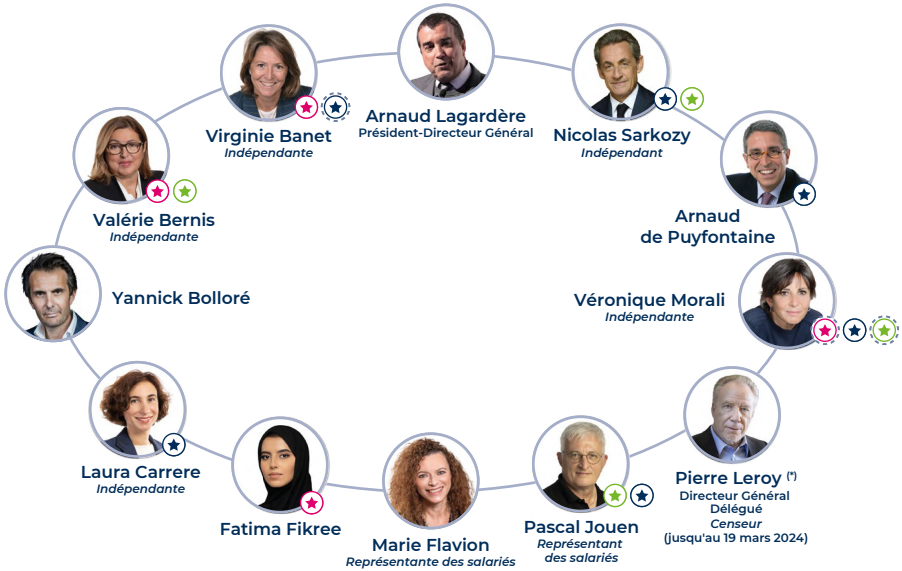 Arnaud Lagardère
Président-Directeur Général
Nicolas Sarkozy
Indépendant
Arnaud
de Puyfontaine
Véronique Morali
Indépendante
Pierre Leroy (*)
Directeur Général
Délégué
Censeur
(jusqu'au 19 mars 2024)
Pascal Jouen
Représentant
des salariés
Marie Flavion
Représentante des salariés
Fatima Fikree
Laura Carrere
Indépendante
Yannick Bolloré
Valérie Bernis
Indépendante
Virginie Banet
Indépendante